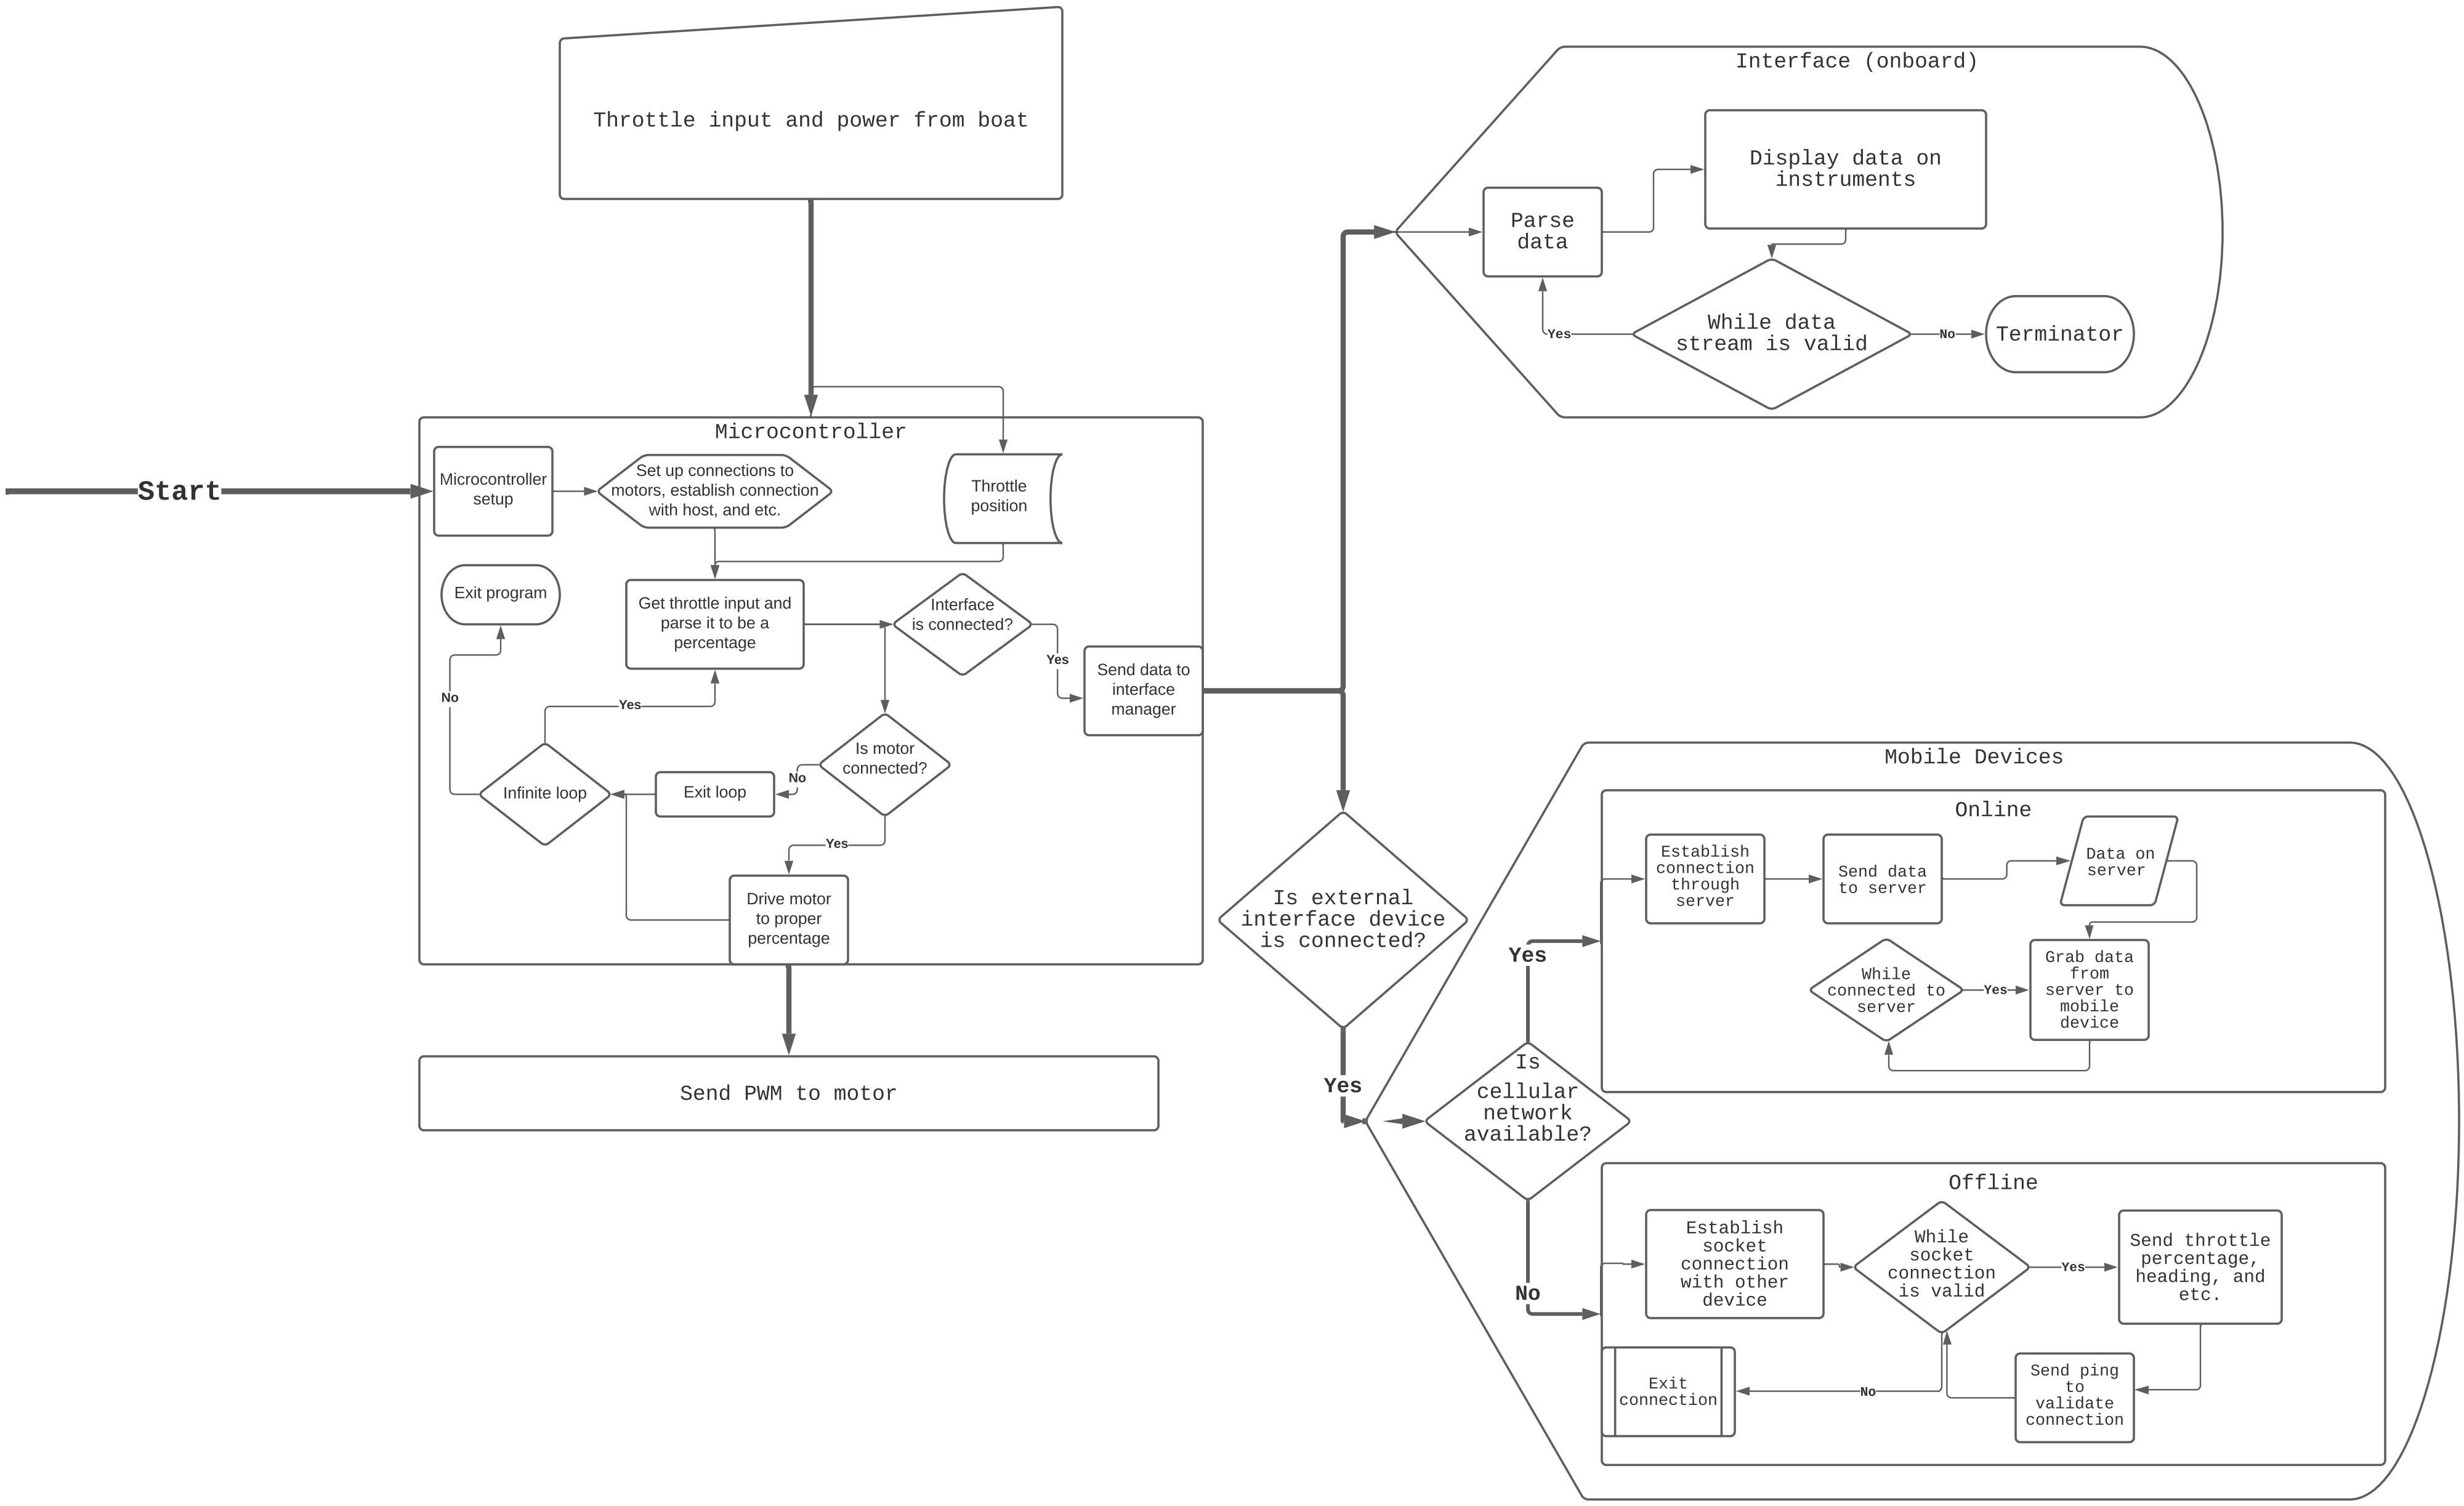 Throttle input and power from boat
Start
Microcontroller
Microcontroller
setup
Set up connections to
motors, establish connection
with host, and etc.
Throttle
position
Exit program
Get throttle input and
parse it to be a
percentage
Interface
is connected?
Yes
Send data to
interface
manager
No
Yes
Is motor
connected?
No
Exit loop
Infinite loop
Yes
Drive motor
to proper
percentage
Send PWM to motor
Interface (onboard)
Parse
data
Display data on
instruments
While data
stream is valid
Yes
No
Terminator
Is external
interface device
is connected?
Yes
Mobile Devices
Is
cellular
network
available?
Yes
No
Online
Establish
connection
through
server
Send data
to server
Data on
server
While
connected to
server
Yes
Grab data
from
server to
mobile
device
Offline
Establish
socket
connection
with other
device
While
socket
connection
is valid
Yes
Send throttle
percentage,
heading, and
etc.
Send ping
to
validate
connection
No
Exit
connection